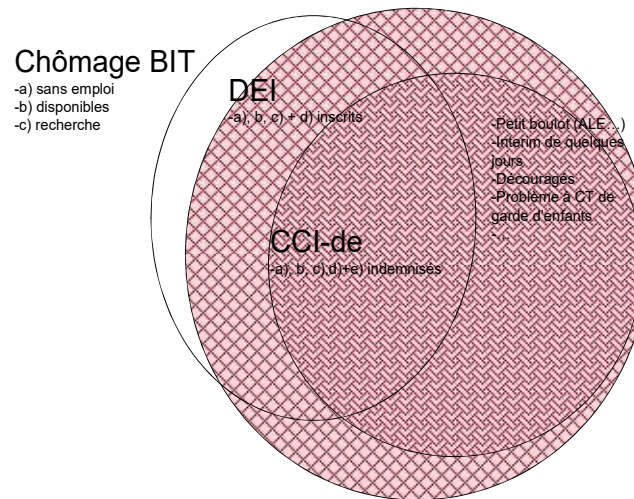 Chômage BIT
-a) sans emploi
-b) disponibles
-c) recherche
DEI
-a), b, c) + d) inscrits
-Petit boulot (ALE…)
-Interim de quelques
jours
-Découragés
-Problème à CT de
garde d'enfants
-…
CCI-de
-a), b, c),d)+e) indemnisés